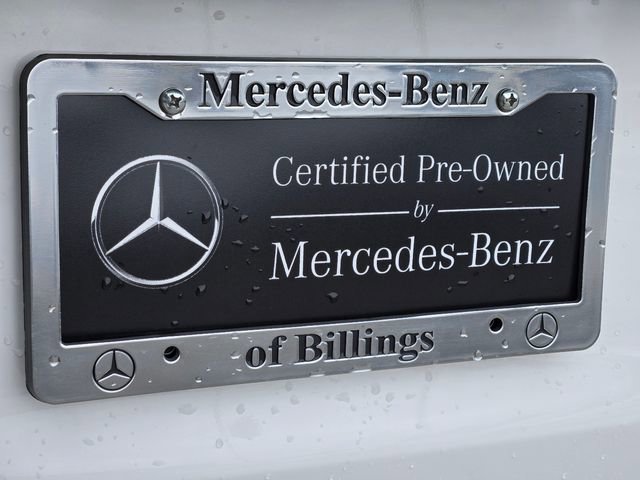 Mercedes-Benz
Certified Pre-Owned
by
Mercedes-Benz
of Billings